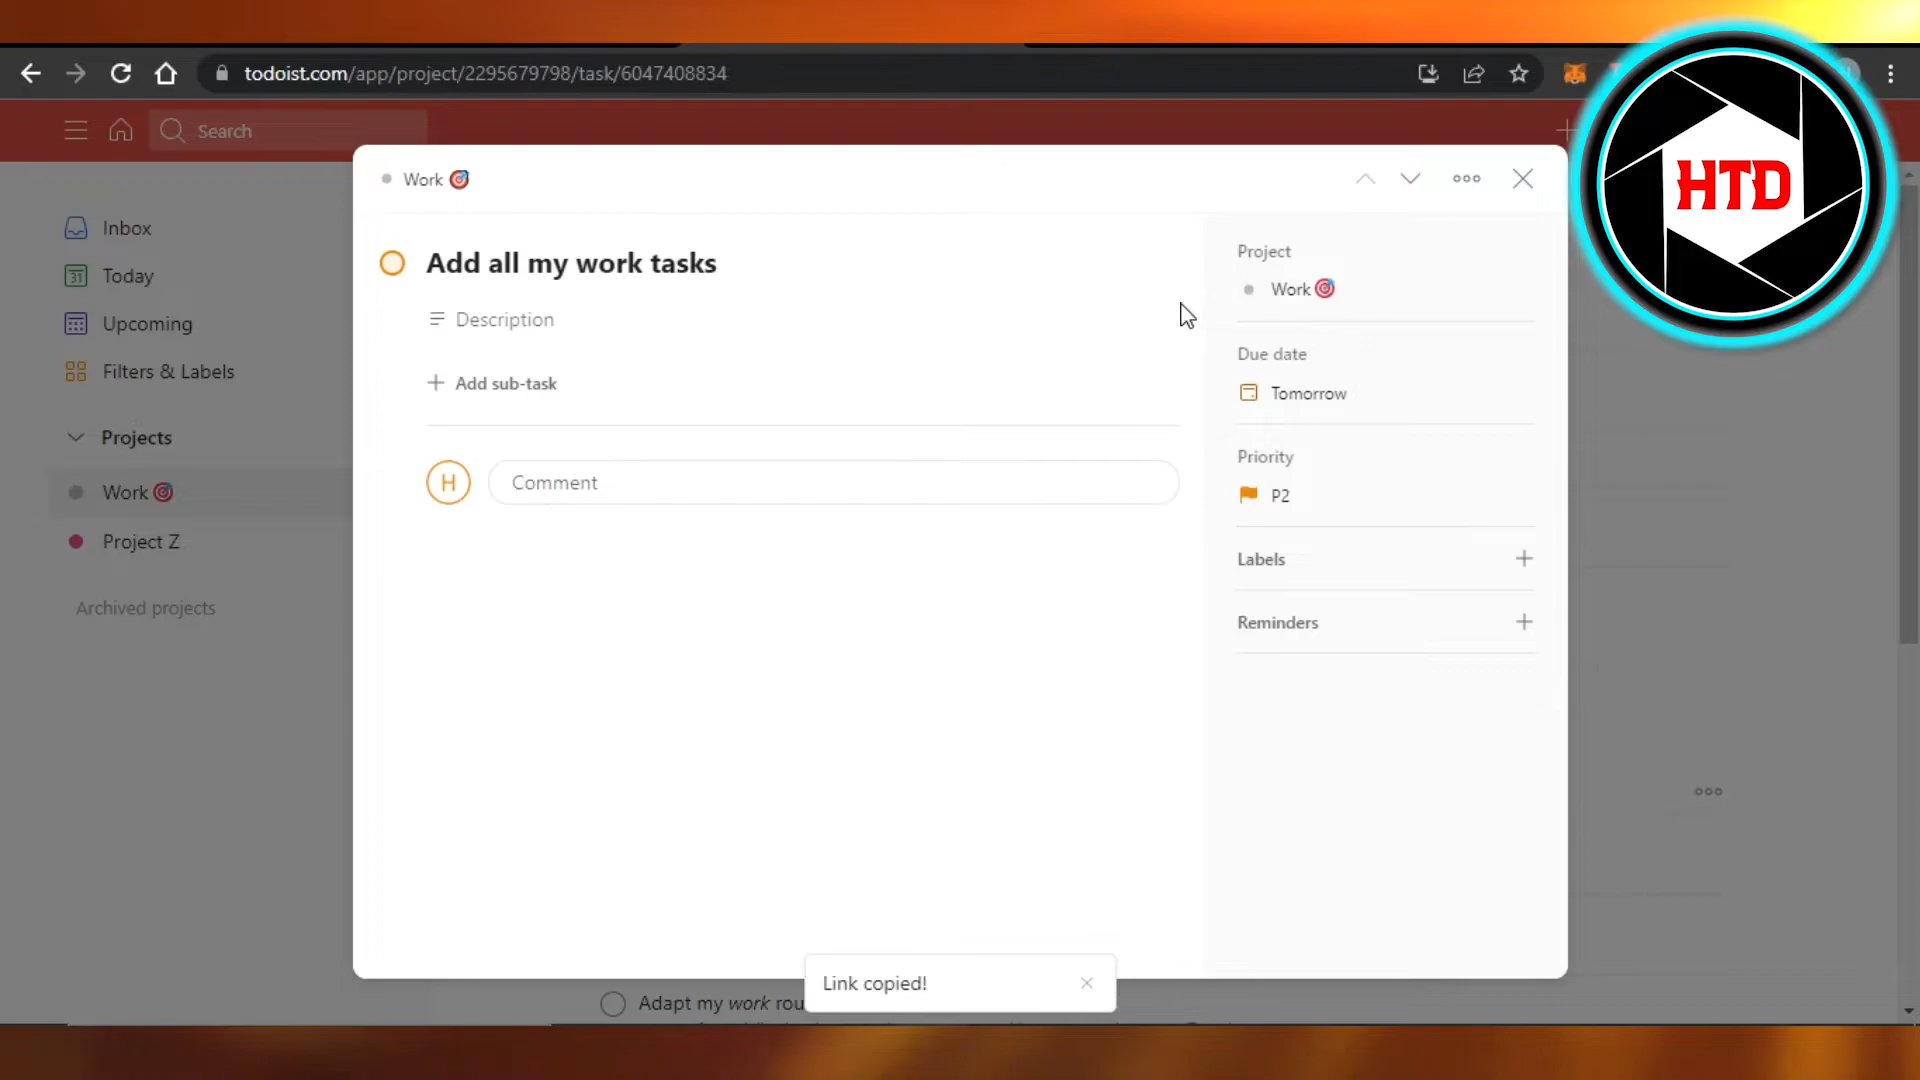 todoist.com/app/project/2295679798/task/6047408834
HTD
Search
Work
Inbox
Today
31
Upcoming
Filters & Labels
Projects
Work
Project Z
Archived projects
Add all my work tasks
Description
Add sub-task
H
Comment
Project
Work
Due date
Tomorrow
Priority
P2
Labels
Reminders
Link copied!
Adapt my work rou